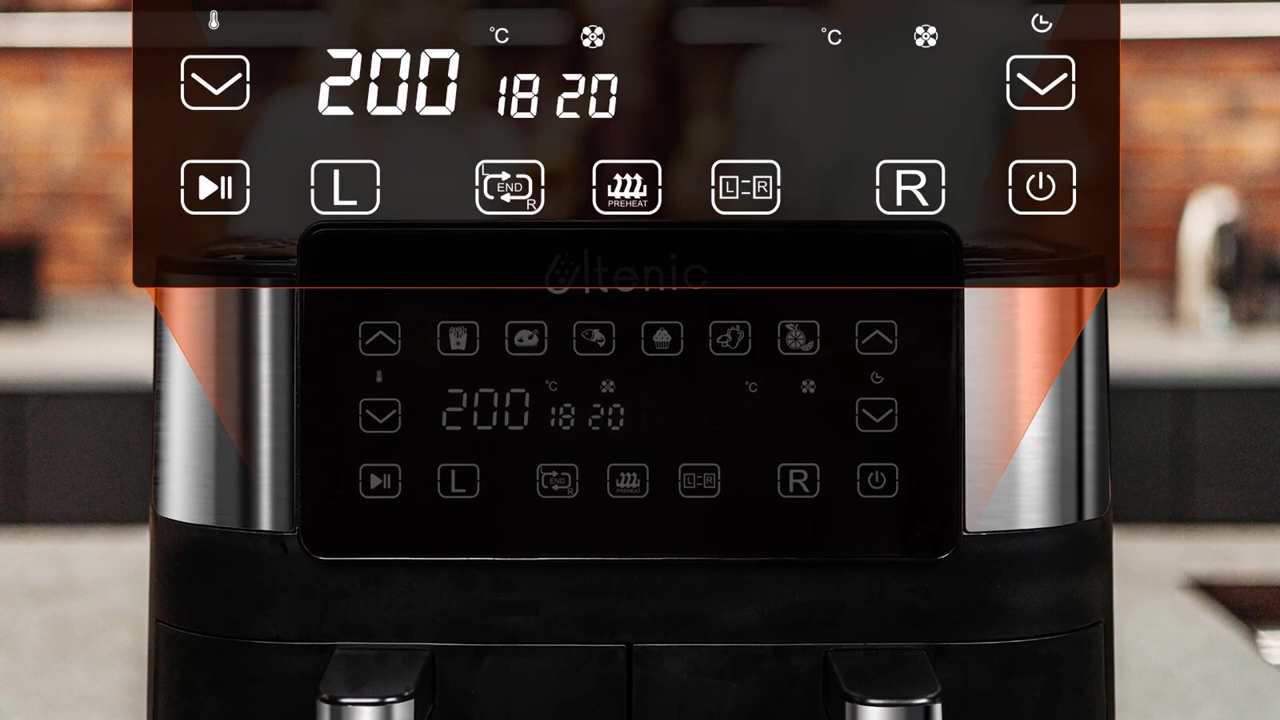 °C °C
200 18 20
L L END R PREHEAT L=R R
Ultenic
°C °C
200 18 20
L L END R PREHEAT L=R R